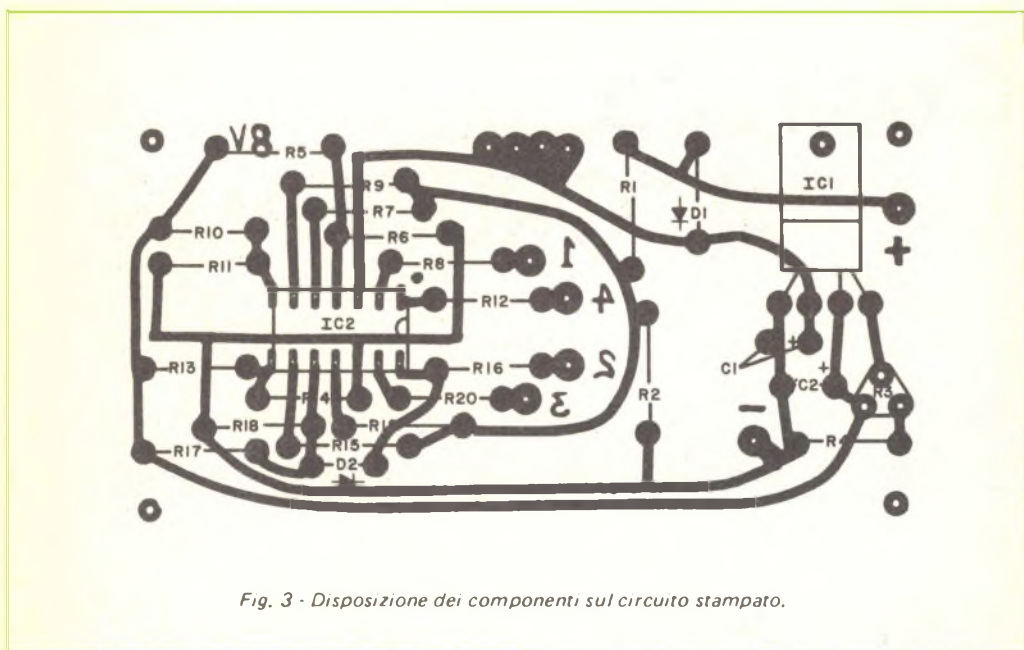 V8
R5
R9
R1
IC1
R7
D1
R10
R6
+
R11
R8
1
R12
4
IC2
+
C1
R13
R16
2
+
C2
R3
R14
R20
3
R2
-
R18
R15
R4
R17
D2
Fig. 3 - Disposizione dei componenti sul circuito stampato.